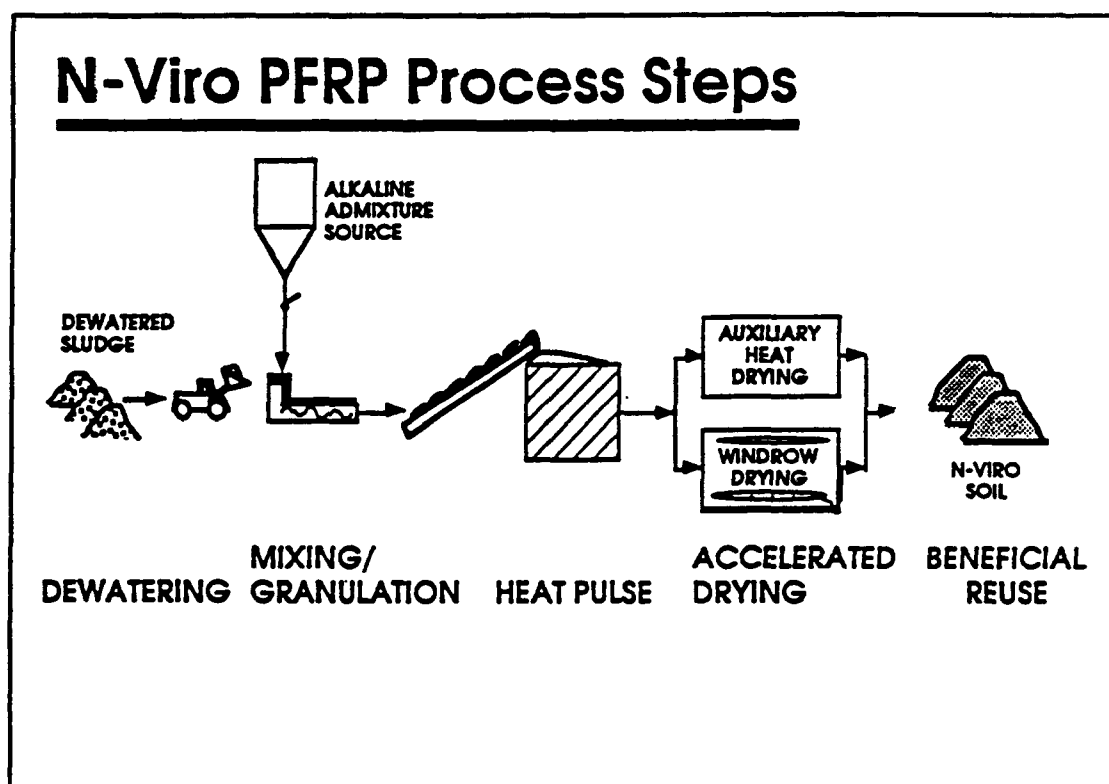 N-Viro PFRP Process Steps
ALKALINE
ADMIXTURE
SOURCE
DEWATERED
SLUDGE
AUXILIARY
HEAT
DRYING
WINDROW
DRYING
N-VIRO
SOIL
DEWATERING
MIXING/
GRANULATION
HEAT PULSE
ACCELERATED
DRYING
BENEFICIAL
REUSE